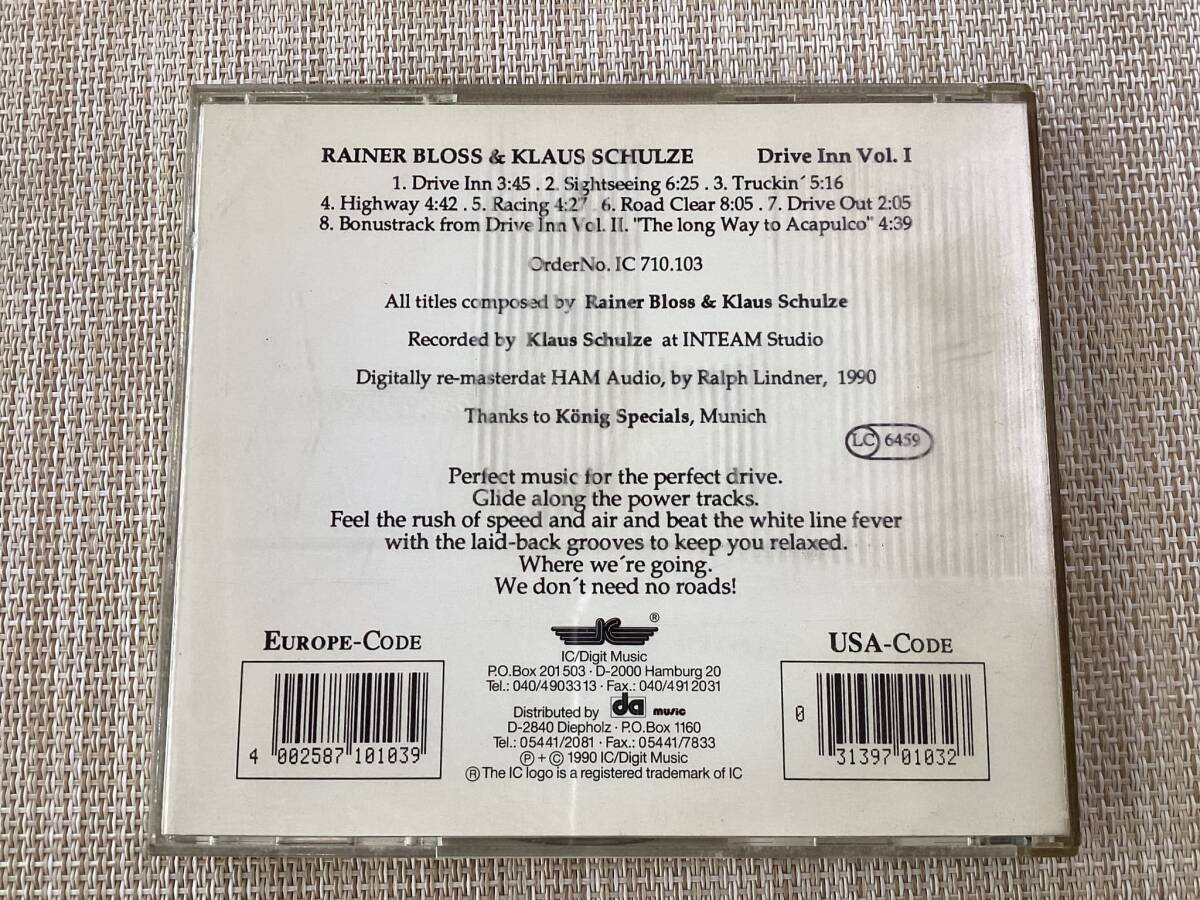 RAINER BLOSS & KLAUS SCHULZE Drive Inn Vol. I
1. Drive Inn 3:45 . 2. Sightseeing 6:25 . 3. Truckin´ 5:16
4. Highway 4:42 . 5. Racing 4:27 6. Road Clear 8:05 . 7. Drive Out 2:05
8. Bonustrack from Drive Inn Vol. II. "The long Way to Acapulco" 4:39
OrderNo. IC 710.103
All titles composed by Rainer Bloss & Klaus Schulze
Recorded by Klaus Schulze at INTEAM Studio
Digitally re-masterdat HAM Audio, by Ralph Lindner, 1990
Thanks to König Specials, Munich
LC 6459
Perfect music for the perfect drive.
Glide along the power tracks.
Feel the rush of speed and air and beat the white line fever
with the laid-back grooves to keep you relaxed.
Where we´re going.
We don´t need no roads!
EUROPE-CODE
4 002587 101039
IC ®
IC/Digit Music
P.O.Box 201503 · D-2000 Hamburg 20
Tel.: 040/4903313 · Fax.: 040/4912031
Distributed by da music
D-2840 Diepholz · P.O.Box 1160
Tel.: 05441/2081 · Fax.: 05441/7833
℗ + © 1990 IC/Digit Music
® The IC logo is a registered trademark of IC
USA-CODE
0 31397 01032